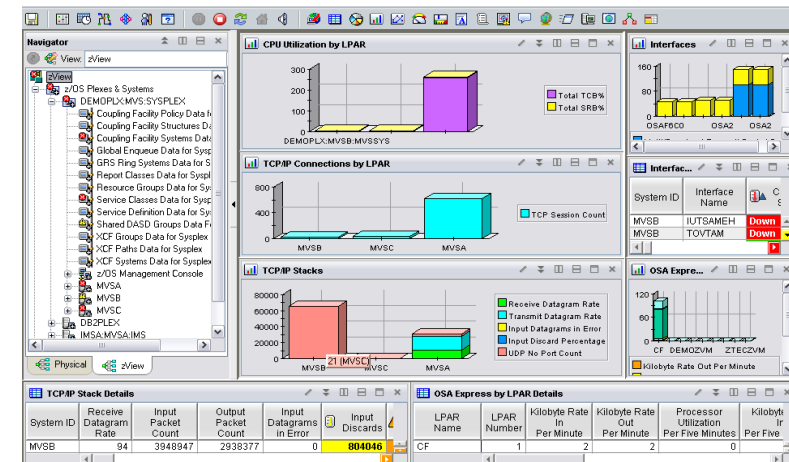 Navigator
View: zView
zView
z/OS Plexes & Systems
DEMOPLX:MVS:SYSPLEX
Coupling Facility Policy Data f
Coupling Facility Structures Da
Coupling Facility Systems Data
Global Enqueue Data for Sysp
GRS Ring Systems Data for S
Report Classes Data for Syspl
Resource Groups Data for Sys
Service Classes Data for Sysp
Service Definition Data for Sys
Shared DASD Groups Data F
XCF Groups Data for Sysplex
XCF Paths Data for Sysplex
XCF Systems Data for Sysplex
z/OS Management Console
MVSA
MVSB
MVSC
DB2PLEX
IMSA:MVSA:IMS
Physical
zView
CPU Utilization by LPAR
300
200
100
0
DEMOPLX:MVSB:MVSSYS
Total TCB%
Total SRB%
TCP/IP Connections by LPAR
800
400
0
MVSB MVSC MVSA
TCP Session Count
TCP/IP Stacks
80000
60000
40000
20000
0
21 (MVSC)
MVSB MVSC MVSA
Receive Datagram Rate
Transmit Datagram Rate
Input Datagrams in Error
Input Discard Percentage
UDP No Port Count
Interfaces
160
80
0
OSAF6C0 OSA2 OSA2
Interfac...
System ID Interface Name C
MVSB IUTSAMEH Down
MVSB TOVTAM Down
OSA Expre...
120
60
0
CF DEMOZVM ZTECZVM
Kilobyte Rate Out Per Minute
TCP/IP Stack Details
System ID Receive Datagram Rate Input Packet Count Output Packet Count Input Datagrams in Error Input Discards
MVSB 94 3948947 2938377 0 804046
OSA Express by LPAR Details
LPAR Name LPAR Number Kilobyte Rate In Per Minute Kilobyte Rate Out Per Minute Processor Utilization Per Five Minutes Kilobyte Ir Per Five
CF 1 2 2 0